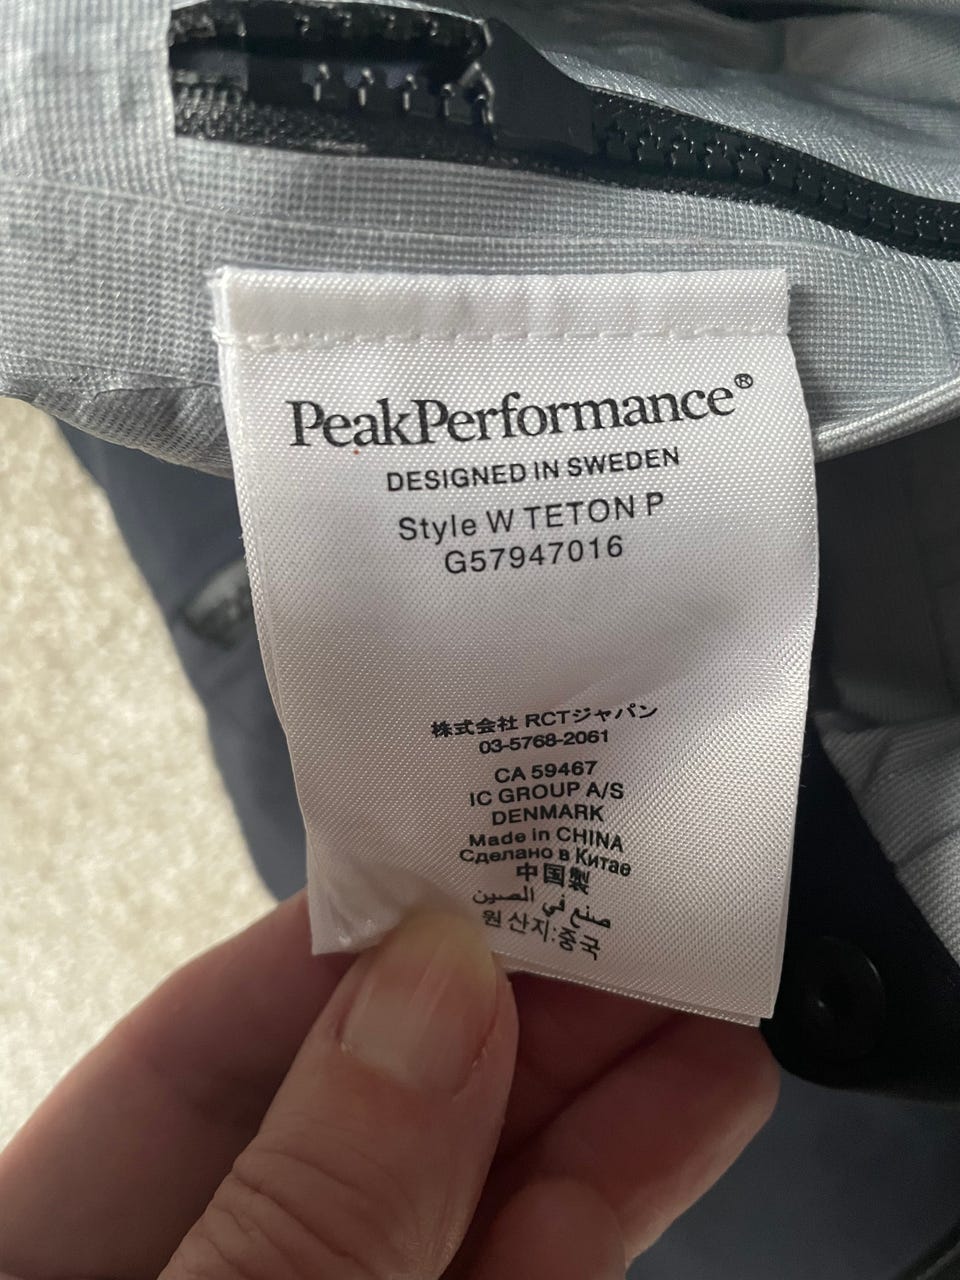 PeakPerformance®
DESIGNED IN SWEDEN
Style W TETON P
G57947016
株式会社 RCTジャパン
03-5768-2061
CA 59467
IC GROUP A/S
DENMARK
Made in CHINA
Сделано в Китае
中国製
صنع في الصين
원산지:중국